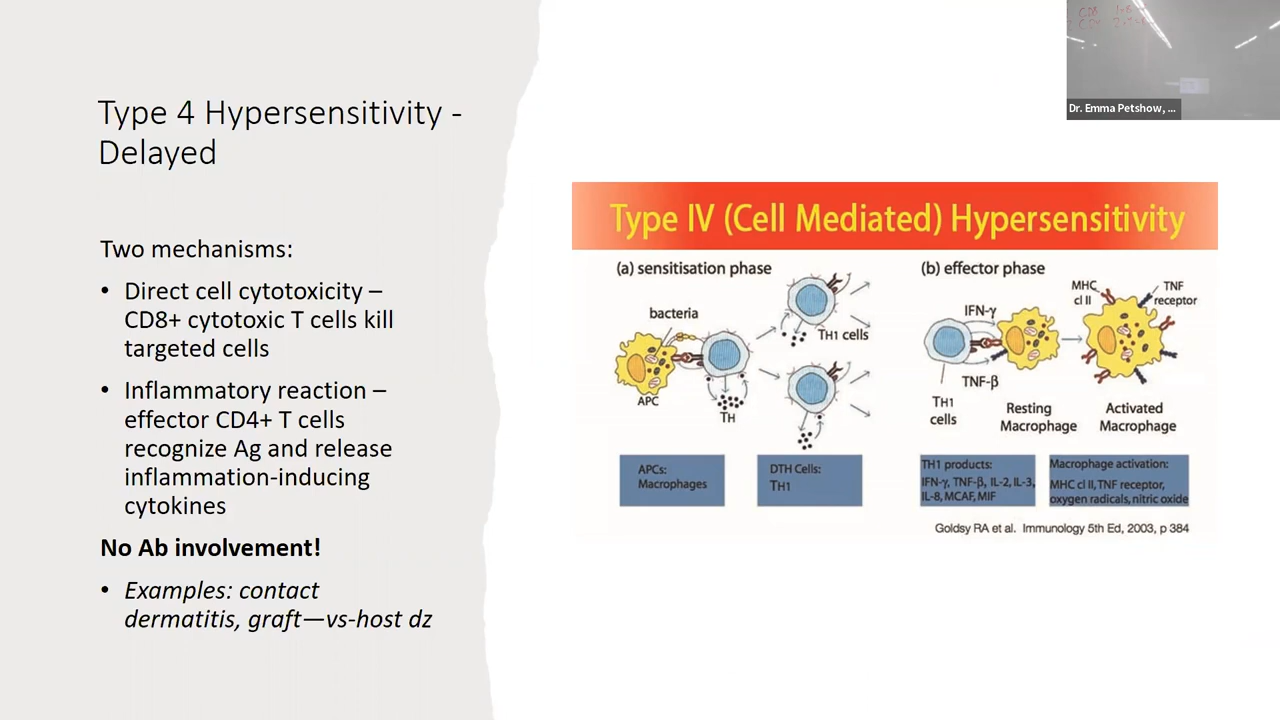 Type 4 Hypersensitivity -
Delayed
Two mechanisms:
• Direct cell cytotoxicity –
CD8+ cytotoxic T cells kill
targeted cells
• Inflammatory reaction –
effector CD4+ T cells
recognize Ag and release
inflammation-inducing
cytokines
No Ab involvement!
• Examples: contact
dermatitis, graft—vs-host dz
Type IV (Cell Mediated) Hypersensitivity
(a) sensitisation phase
bacteria
APC
TH
TH1 cells
APCs:
Macrophages
DTH Cells:
TH1
(b) effector phase
IFN-γ
TNF-β
TH1
cells
Resting
Macrophage
MHC
cl II
TNF
receptor
Activated
Macrophage
TH1 products:
IFN-γ, TNF-β, IL-2, IL-3,
IL-8, MCAF, MIF
Macrophage activation:
MHC cl II, TNF receptor,
oxygen radicals, nitric oxide
Goldsy RA et al. Immunology 5th Ed, 2003, p 384
Dr. Emma Petshow, ...